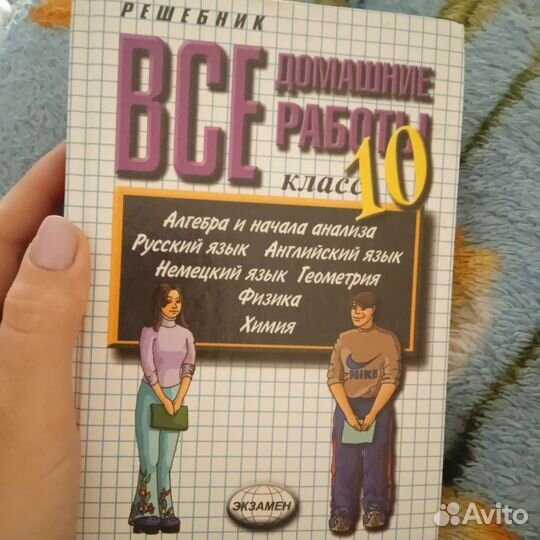 РЕШЕБНИК
ВСЕ ДОМАШНИЕ
РАБОТЫ
класс 10
Алгебра и начала анализа
Русский язык Английский язык
Немецкий язык Геометрия
Физика
Химия
NIKE
ЭКЗАМЕН
Avito